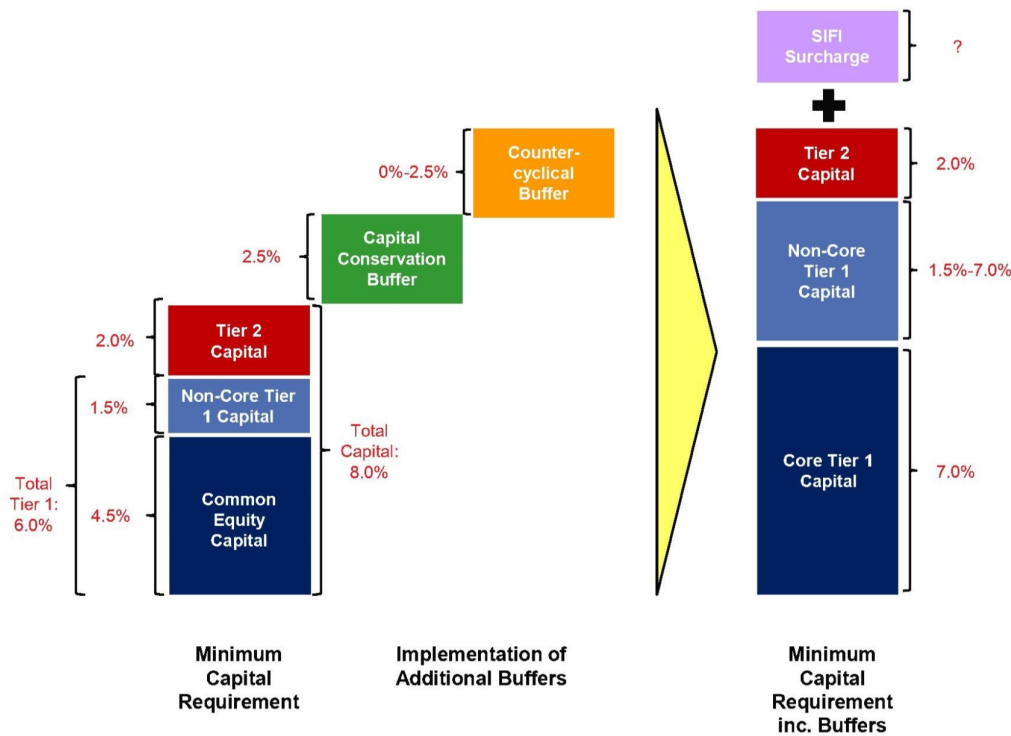 SIFI
Surcharge
?
Counter-
cyclical
Buffer
0%-2.5%
Tier 2
Capital
2.0%
Capital
Conservation
Buffer
2.5%
Non-Core
Tier 1
Capital
1.5%-7.0%
Tier 2
Capital
2.0%
Non-Core Tier
1 Capital
1.5%
Total
Capital:
8.0%
Core Tier 1
Capital
7.0%
Total
Tier 1:
6.0%
4.5%
Common
Equity
Capital
Minimum
Capital
Requirement
Implementation of
Additional Buffers
Minimum
Capital
Requirement
inc. Buffers